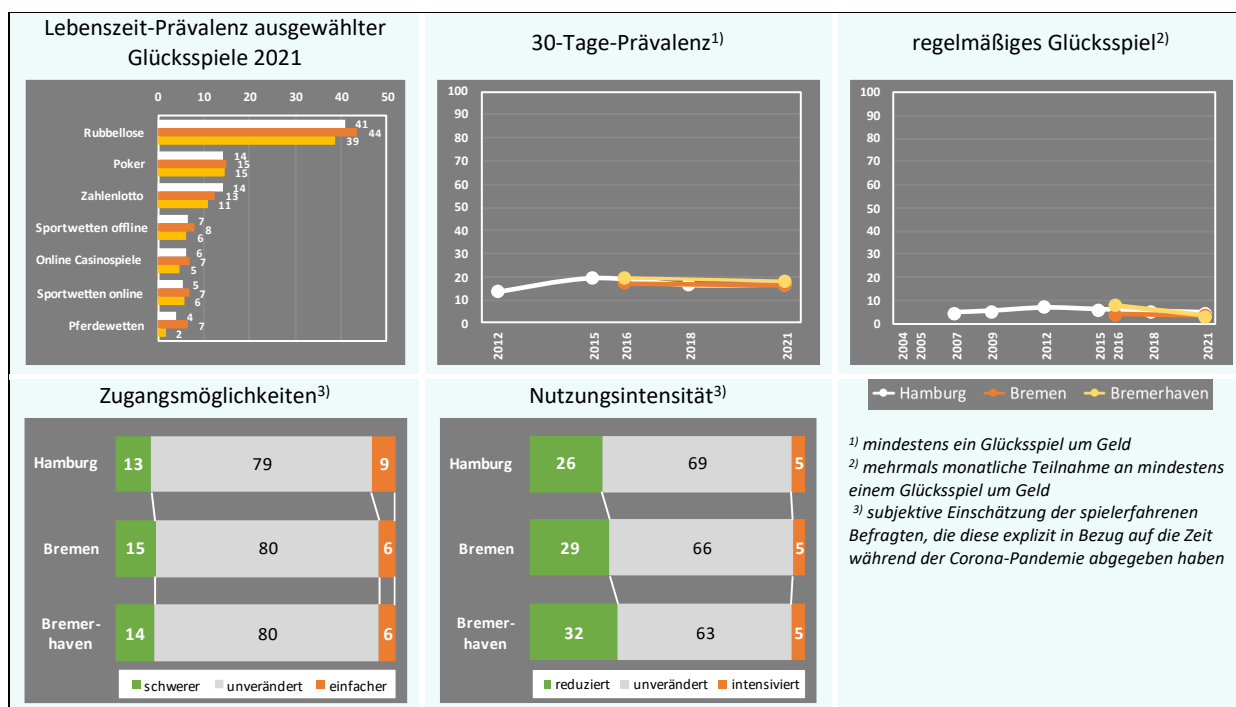 Lebenszeit-Prävalenz ausgewählter
Glücksspiele 2021
0 10 20 30 40 50
Rubbellose 41 44 39
Poker 14 15 15
Zahlenlotto 14 13 11
Sportwetten offline 7 8 6
Online Casinospiele 6 7 5
Sportwetten online 5 7 6
Pferdewetten 4 7 2
30-Tage-Prävalenz1)
100
90
80
70
60
50
40
30
20
10
0
2012 2015 2016 2018 2021
regelmäßiges Glücksspiel2)
100
90
80
70
60
50
40
30
20
10
0
2004 2005 2007 2009 2012 2015 2016 2018 2021
Zugangsmöglichkeiten3)
Hamburg 13 79 9
Bremen 15 80 6
Bremer-
haven 14 80 6
schwerer unverändert einfacher
Nutzungsintensität3)
Hamburg 26 69 5
Bremen 29 66 5
Bremer-
haven 32 63 5
reduziert unverändert intensiviert
Hamburg Bremen Bremerhaven
1) mindestens ein Glücksspiel um Geld
2) mehrmals monatliche Teilnahme an mindestens
einem Glücksspiel um Geld
3) subjektive Einschätzung der spielerfahrenen
Befragten, die diese explizit in Bezug auf die Zeit
während der Corona-Pandemie abgegeben haben